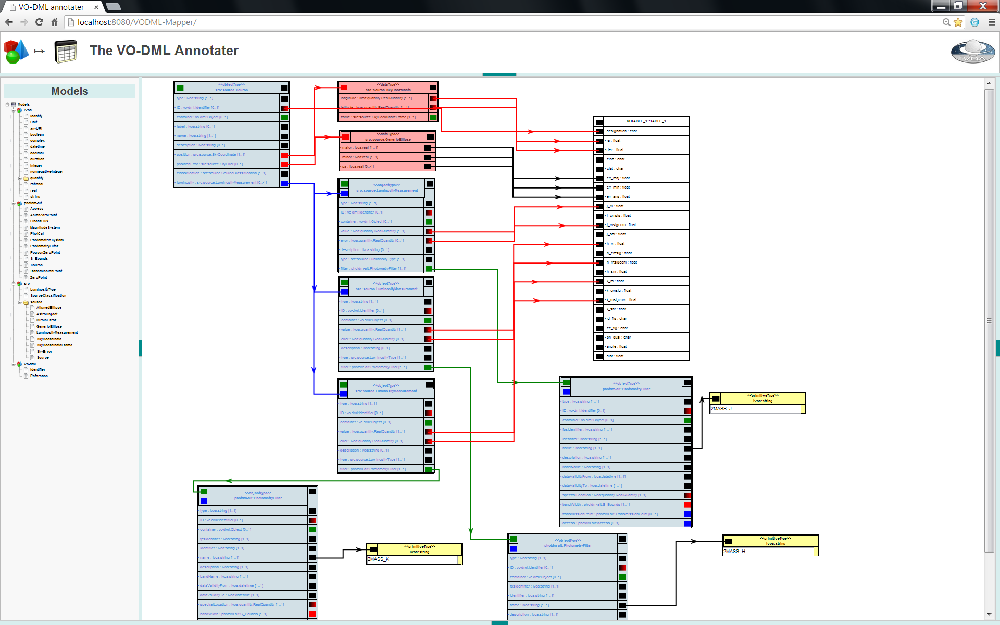 VO-DML annotater
localhost:8080/VODML-Mapper/
The VO-DML Annotater
IVOA
Models
Models
ivoa
identity
Unit
anyURI
boolean
complex
datetime
decimal
duration
integer
nonnegativeInteger
quantity
rational
real
string
photdm-alt
Access
AsinhZeroPoint
LinearFlux
MagnitudeSystem
PhotCal
PhotometricSystem
PhotometryFilter
PogsonZeroPoint
S_Bounds
Source
TransmissionPoint
ZeroPoint
src
LuminosityType
SourceClassification
source
AlignedEllipse
AstroObject
CircleError
GenericEllipse
LuminosityMeasurement
SkyCoordinate
SkyCoordinateFrame
SkyError
Source
vo-dml
Identifier
Reference
<<objectType>>
src:source.Source
- type : ivoa:string [1..1]
- ID : vo-dml:Identifier [0..1]
- container : vo-dml:Object [0..1]
- label : ivoa:string [0..1]
- name : ivoa:string [1..1]
- description : ivoa:string [0..1]
- position : src:source.SkyCoordinate [1..1]
- positionError : src:source.SkyError [0..1]
- classification : src:source.SourceClassification [1..1]
- luminosity : src:source.LuminosityMeasurement [0..-1]
<<dataType>>
src:source.SkyCoordinate
- longitude : ivoa:quantity.RealQuantity [1..1]
- latitude : ivoa:quantity.RealQuantity [1..1]
- frame : src:source.SkyCoordinateFrame [0..1]
<<dataType>>
src:source.GenericEllipse
- major : ivoa:real [1..1]
- minor : ivoa:real [1..1]
- pa : ivoa:real [0..-1]
<<objectType>>
src:source.LuminosityMeasurement
- type : ivoa:string [1..1]
- ID : vo-dml:Identifier [0..1]
- container : vo-dml:Object [0..1]
- value : ivoa:quantity.RealQuantity [1..1]
- error : ivoa:quantity.RealQuantity [0..1]
- description : ivoa:string [0..1]
- type : src:source.LuminosityType [1..1]
- filter : photdm-alt:PhotometryFilter [1..1]
<<objectType>>
src:source.LuminosityMeasurement
- type : ivoa:string [1..1]
- ID : vo-dml:Identifier [0..1]
- container : vo-dml:Object [0..1]
- value : ivoa:quantity.RealQuantity [1..1]
- error : ivoa:quantity.RealQuantity [0..1]
- description : ivoa:string [0..1]
- type : src:source.LuminosityType [1..1]
- filter : photdm-alt:PhotometryFilter [1..1]
<<objectType>>
src:source.LuminosityMeasurement
- type : ivoa:string [1..1]
- ID : vo-dml:Identifier [0..1]
- container : vo-dml:Object [0..1]
- value : ivoa:quantity.RealQuantity [1..1]
- error : ivoa:quantity.RealQuantity [0..1]
- description : ivoa:string [0..1]
- type : src:source.LuminosityType [1..1]
- filter : photdm-alt:PhotometryFilter [1..1]
VOTABLE_1::TABLE_1
- designation : char
- ra : float
- dec : float
- clon : char
- clat : char
- err_maj : float
- err_min : float
- err_ang : float
- j_m : float
- j_cmsig : float
- j_msigcom : float
- j_snr : float
- h_m : float
- h_cmsig : float
- h_msigcom : float
- h_snr : float
- k_m : float
- k_cmsig : float
- k_msigcom : float
- k_snr : float
- rd_flg : char
- cc_flg : char
- ph_qual : char
- angle : float
- dist : float
<<objectType>>
photdm-alt:PhotometryFilter
- type : ivoa:string [1..1]
- ID : vo-dml:Identifier [0..1]
- container : vo-dml:Object [0..1]
- fpsIdentifier : ivoa:string [1..1]
- identifier : ivoa:string [1..1]
- name : ivoa:string [1..1]
- description : ivoa:string [1..1]
- bandName : ivoa:string [1..1]
- dataValidityFrom : ivoa:datetime [1..1]
- dataValidityTo : ivoa:datetime [1..1]
- spectralLocation : ivoa:quantity.RealQuantity [1..1]
- bandWidth : photdm-alt:S_Bounds [1..1]
- transmissionPoint : photdm-alt:TransmissionPoint [0..-1]
- access : photdm-alt:Access [0..1]
<<primitiveType>>
ivoa:string
2MASS_J
<<objectType>>
photdm-alt:PhotometryFilter
- type : ivoa:string [1..1]
- ID : vo-dml:Identifier [0..1]
- container : vo-dml:Object [0..1]
- fpsIdentifier : ivoa:string [1..1]
- identifier : ivoa:string [1..1]
- name : ivoa:string [1..1]
- description : ivoa:string [1..1]
- bandName : ivoa:string [1..1]
- dataValidityFrom : ivoa:datetime [1..1]
- dataValidityTo : ivoa:datetime [1..1]
- spectralLocation : ivoa:quantity.RealQuantity [1..1]
- bandWidth : photdm-alt:S_Bounds [1..1]
<<primitiveType>>
ivoa:string
2MASS_K
<<objectType>>
photdm-alt:PhotometryFilter
- type : ivoa:string [1..1]
- ID : vo-dml:Identifier [0..1]
- container : vo-dml:Object [0..1]
- fpsIdentifier : ivoa:string [1..1]
- identifier : ivoa:string [1..1]
- name : ivoa:string [1..1]
- description : ivoa:string [1..1]
<<primitiveType>>
ivoa:string
2MASS_H